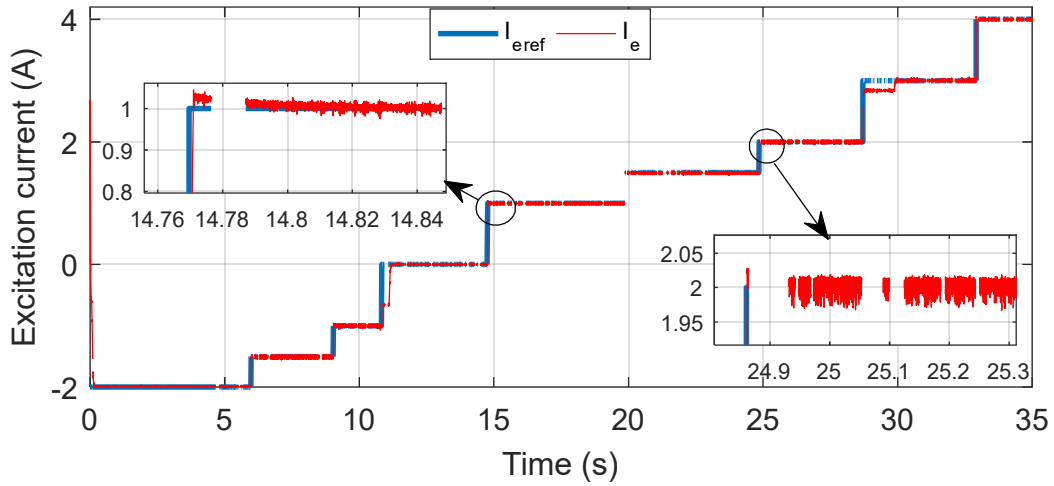 Excitation current (A)
4
2
0
-2
I_eref I_e
1
0.9
0.8
14.76 14.78 14.8 14.82 14.84
2.05
2
1.95
24.9 25 25.1 25.2 25.3
0 5 10 15 20 25 30 35
Time (s)